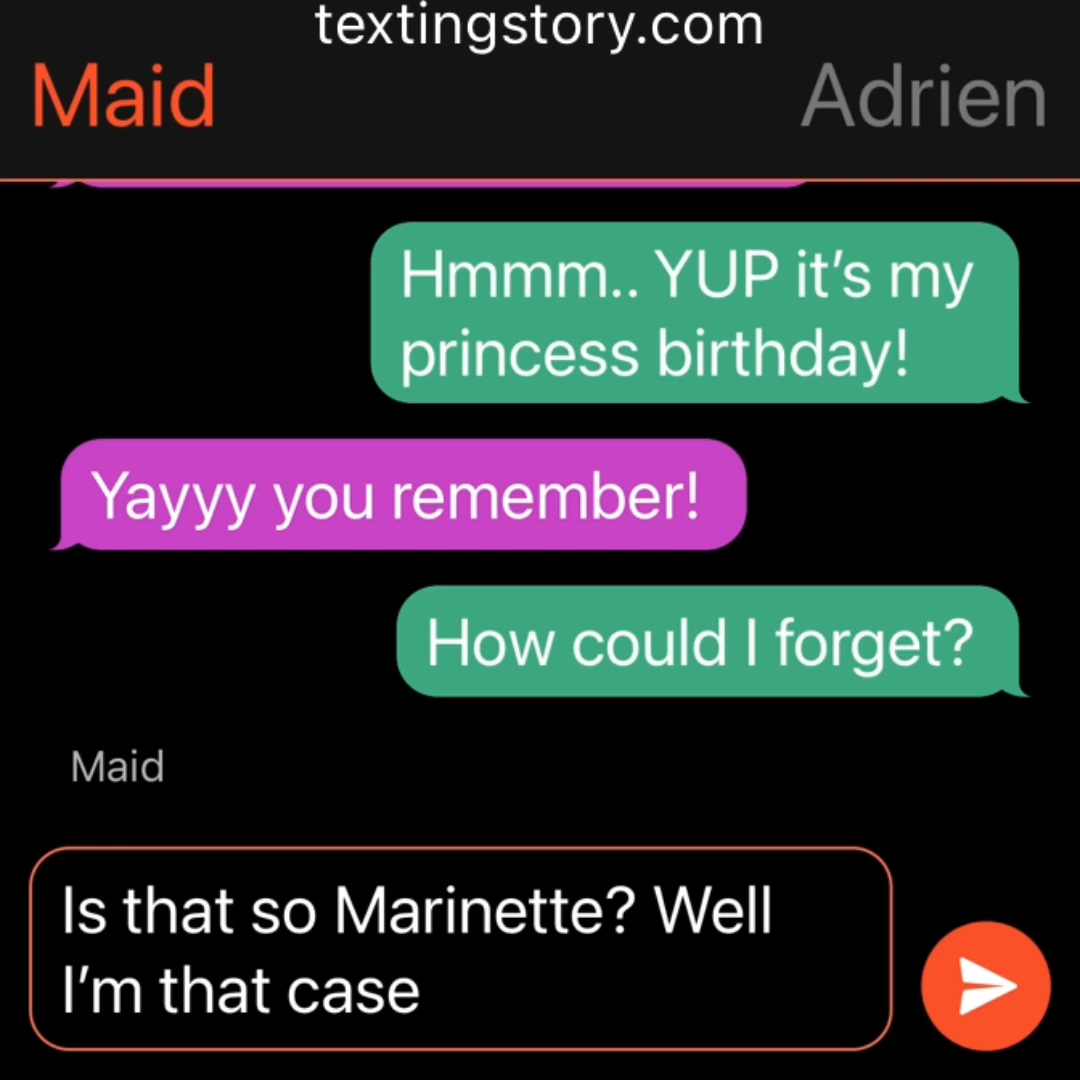 textingstory.com
Maid
Adrien
Hmmm.. YUP it’s my
princess birthday!
Yayyy you remember!
How could I forget?
Maid
Is that so Marinette? Well
I’m that case